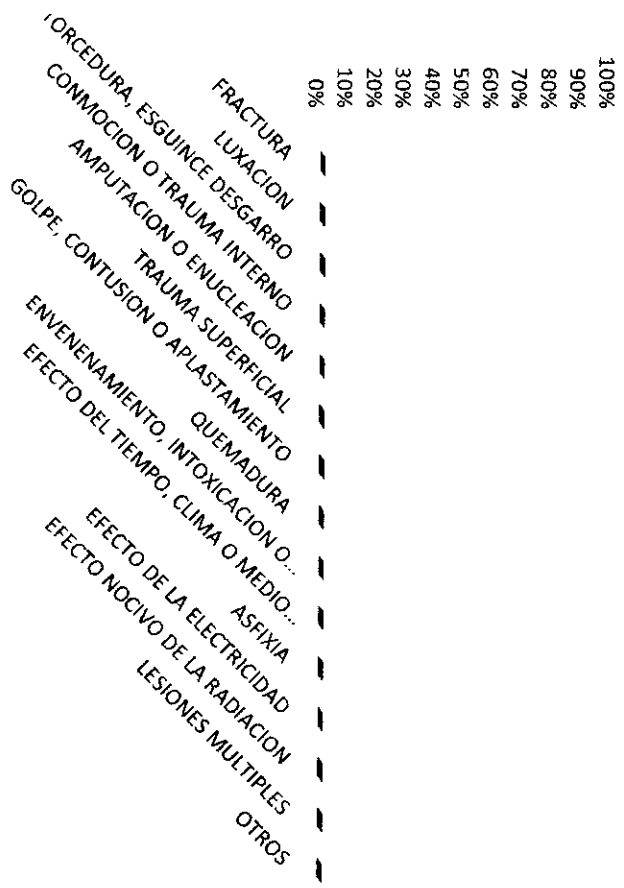 100%
90%
80%
70%
60%
50%
40%
30%
20%
10%
0%
FRACTURA
LUXACION
TORCEDURA, ESGUINCE DESGARRO
CONMOCION O TRAUMA INTERNO
AMPUTACION O ENUCLEACION
TRAUMA SUPERFICIAL
GOLPE, CONTUSION O APLASTAMIENTO
QUEMADURA
ENVENENAMIENTO, INTOXICACION O...
EFECTO DEL TIEMPO, CLIMA O MEDIO...
ASFIXIA
EFECTO DE LA ELECTRICIDAD
EFECTO NOCIVO DE LA RADIACION
LESIONES MULTIPLES
OTROS